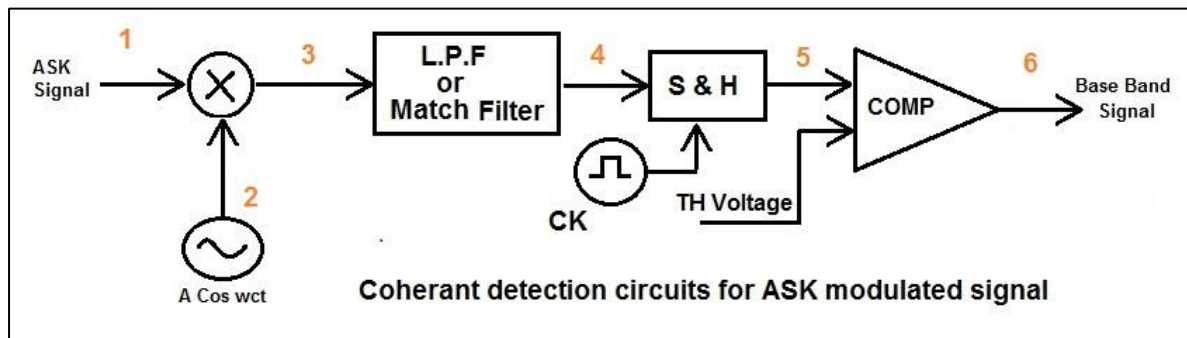 1
ASK
Signal
2
A Cos wct
3
L.P.F
or
Match Filter
4
S & H
CK
5
TH Voltage
COMP
6
Base Band
Signal
Coherant detection circuits for ASK modulated signal